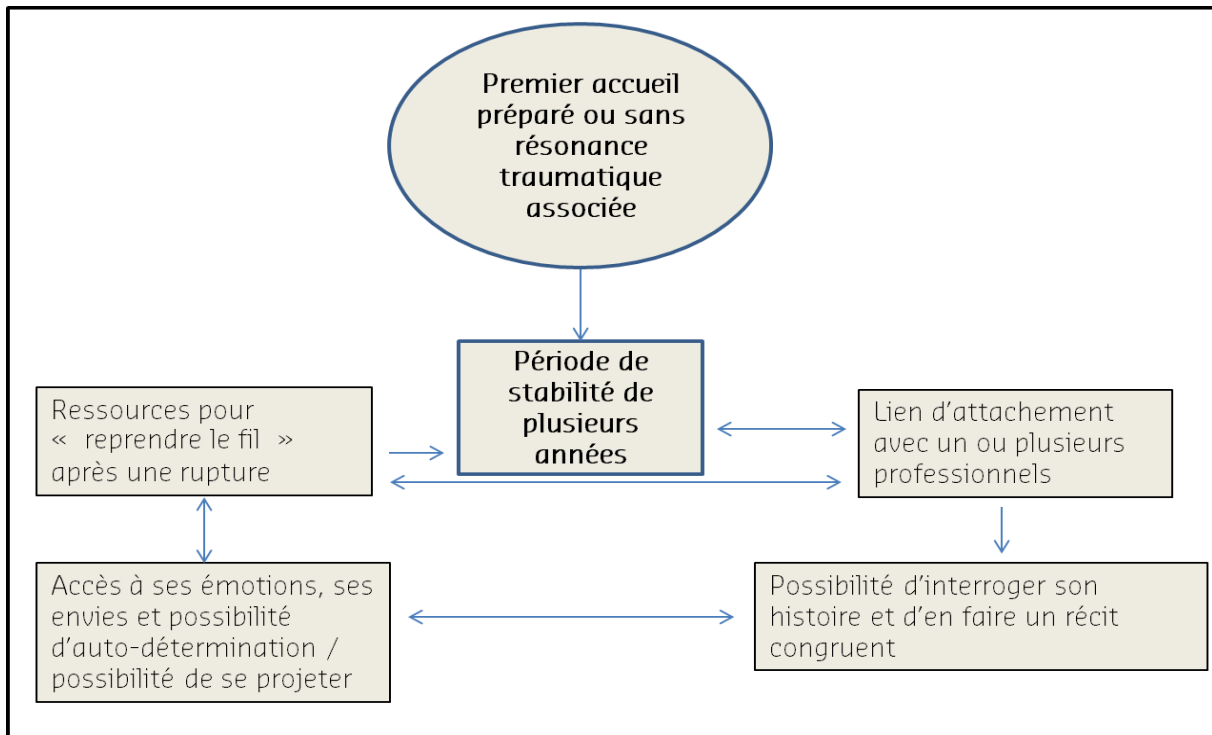 Premier accueil
préparé ou sans
résonance
traumatique
associée
Période de
stabilité de
plusieurs
années
Ressources pour
«  reprendre le fil  »
après une rupture
Lien d’attachement
avec un ou plusieurs
professionnels
Accès à ses émotions, ses
envies et possibilité
d’auto-détermination /
possibilité de se projeter
Possibilité d’interroger son
histoire et d’en faire un récit
congruent